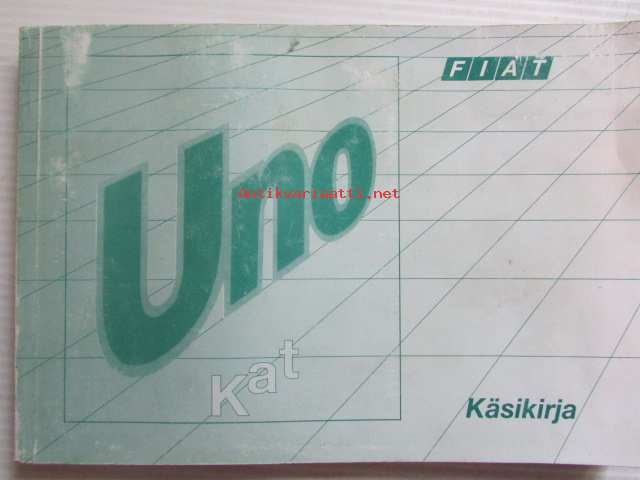 FIAT
Uno
Antikvariaatti.net
Kat
Käsikirja